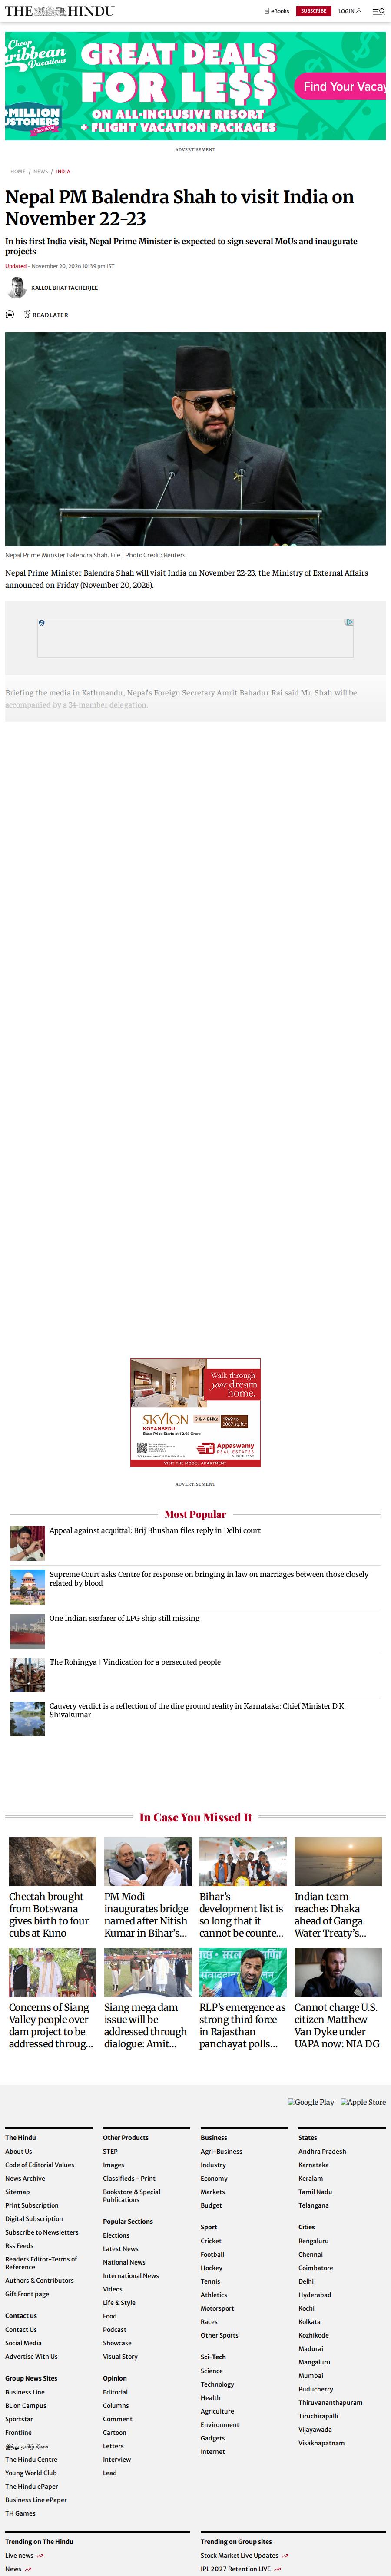 THE HINDU
eBooks
SUBSCRIBE
LOGIN
Cheap
Caribbean
Vacations
GREAT DEALS
FOR LESS
ON ALL-INCLUSIVE RESORT
+ FLIGHT VACATION PACKAGES
MILLION
CUSTOMERS
Since 2000
Find Your Vaca
ADVERTISEMENT
HOME / NEWS / INDIA
Nepal PM Balendra Shah to visit India on
November 22-23
In his first India visit, Nepal Prime Minister is expected to sign several MoUs and inaugurate
projects
Updated - November 20, 2026 10:39 pm IST
KALLOL BHATTACHERJEE
READ LATER
Nepal Prime Minister Balendra Shah. File | Photo Credit: Reuters
Nepal Prime Minister Balendra Shah will visit India on November 22-23, the Ministry of External Affairs
announced on Friday (November 20, 2026).
Briefing the media in Kathmandu, Nepal's Foreign Secretary Amrit Bahadur Rai said Mr. Shah will be
accompanied by a 34-member delegation.
Walk through
your dream
home.
SKYLON
KOYAMBEDU
3 & 4 BHKs
1969 to
2887 sq.ft.*
Base Price Starts at ₹3.60 Crore
Appaswamy
REAL ESTATES
VISIT THE MODEL APARTMENT
ADVERTISEMENT
Most Popular
Appeal against acquittal: Brij Bhushan files reply in Delhi court
Supreme Court asks Centre for response on bringing in law on marriages between those closely
related by blood
One Indian seafarer of LPG ship still missing
The Rohingya | Vindication for a persecuted people
Cauvery verdict is a reflection of the dire ground reality in Karnataka: Chief Minister D.K.
Shivakumar
In Case You Missed It
Cheetah brought
from Botswana
gives birth to four
cubs at Kuno
PM Modi
inaugurates bridge
named after Nitish
Kumar in Bihar's...
Bihar's
development list is
so long that it
cannot be counte...
Indian team
reaches Dhaka
ahead of Ganga
Water Treaty's...
Concerns of Siang
Valley people over
dam project to be
addressed throug...
Siang mega dam
issue will be
addressed through
dialogue: Amit...
RLP's emergence as
strong third force
in Rajasthan
panchayat polls...
Cannot charge U.S.
citizen Matthew
Van Dyke under
UAPA now: NIA DG
Google Play
Apple Store
The Hindu
About Us
Code of Editorial Values
News Archive
Sitemap
Print Subscription
Digital Subscription
Subscribe to Newsletters
Rss Feeds
Readers Editor-Terms of
Reference
Authors & Contributors
Gift Front page
Contact us
Contact Us
Social Media
Advertise With Us
Group News Sites
Business Line
BL on Campus
Sportstar
Frontline
இந்து தமிழ் திசை
The Hindu Centre
Young World Club
The Hindu ePaper
Business Line ePaper
TH Games
Other Products
STEP
Images
Classifieds - Print
Bookstore & Special
Publications
Popular Sections
Elections
Latest News
National News
International News
Videos
Life & Style
Food
Podcast
Showcase
Visual Story
Opinion
Editorial
Columns
Comment
Cartoon
Letters
Interview
Lead
Business
Agri-Business
Industry
Economy
Markets
Budget
Sport
Cricket
Football
Hockey
Tennis
Athletics
Motorsport
Races
Other Sports
Sci-Tech
Science
Technology
Health
Agriculture
Environment
Gadgets
Internet
States
Andhra Pradesh
Karnataka
Keralam
Tamil Nadu
Telangana
Cities
Bengaluru
Chennai
Coimbatore
Delhi
Hyderabad
Kochi
Kolkata
Kozhikode
Madurai
Mangaluru
Mumbai
Puducherry
Thiruvananthapuram
Tiruchirapalli
Vijayawada
Visakhapatnam
Trending on The Hindu
Live news
News
Trending on Group sites
Stock Market Live Updates
IPL 2027 Retention LIVE